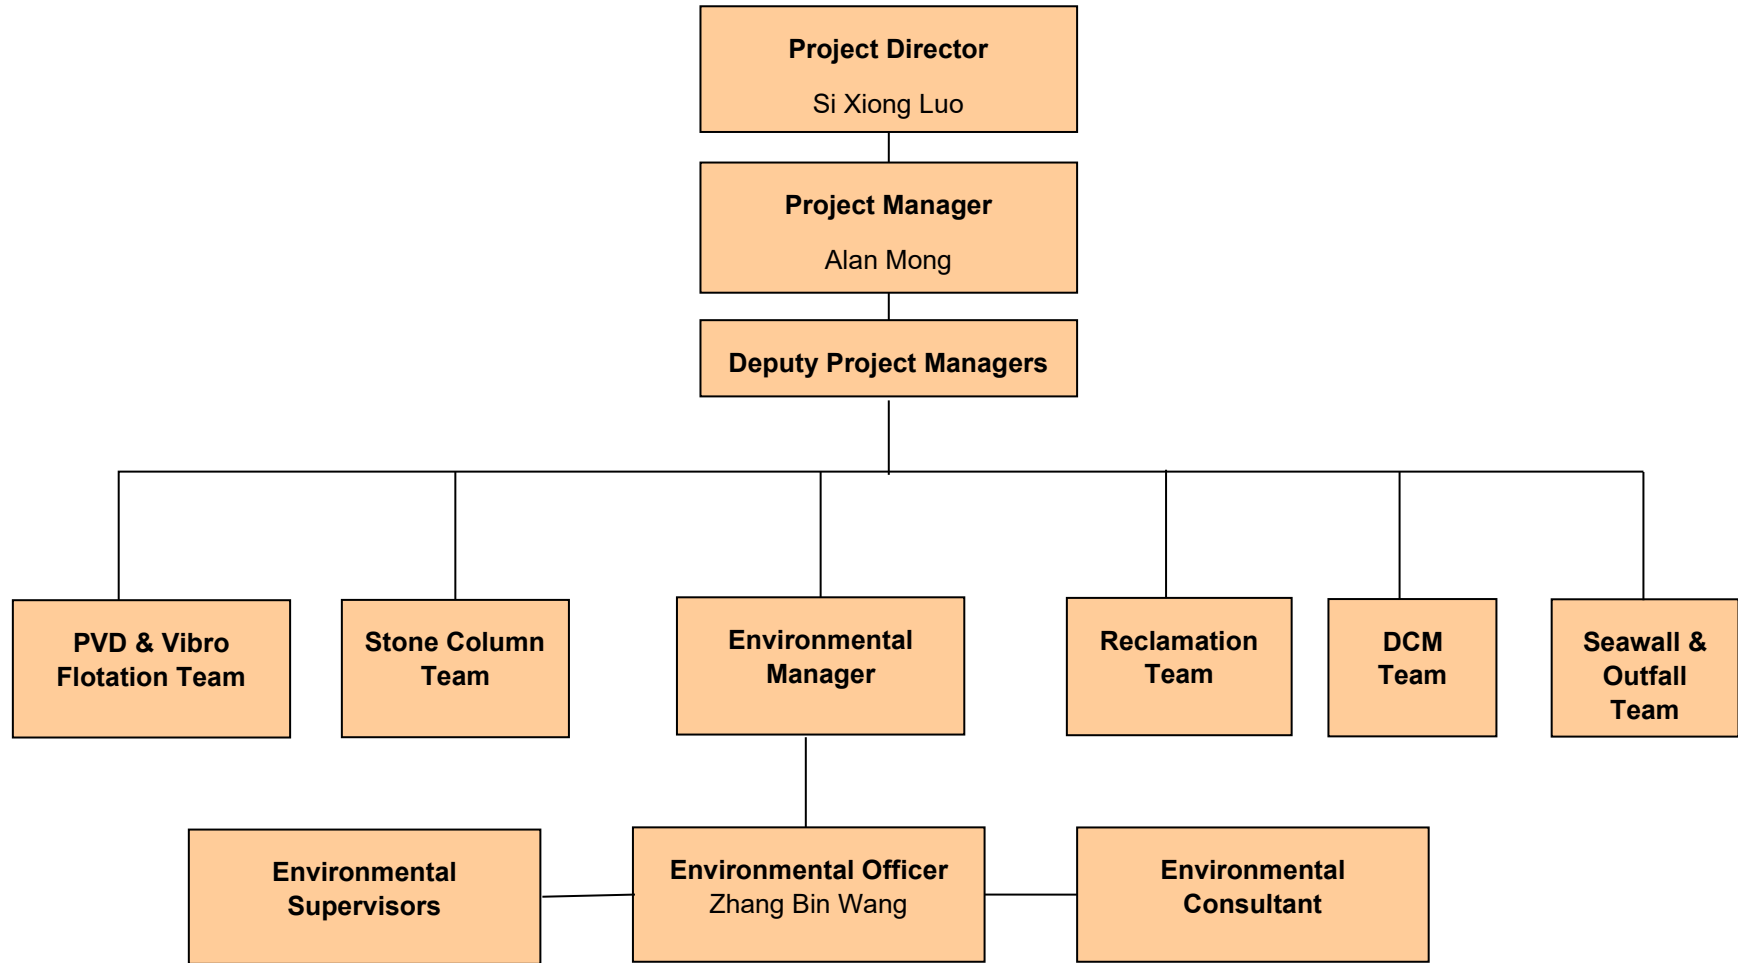 Project Director
Si Xiong Luo
Project Manager
Alan Mong
Deputy Project Managers
PVD & Vibro
Flotation Team
Stone Column
Team
Environmental
Manager
Reclamation
Team
DCM
Team
Seawall &
Outfall
Team
Environmental
Supervisors
Environmental Officer
Zhang Bin Wang
Environmental
Consultant